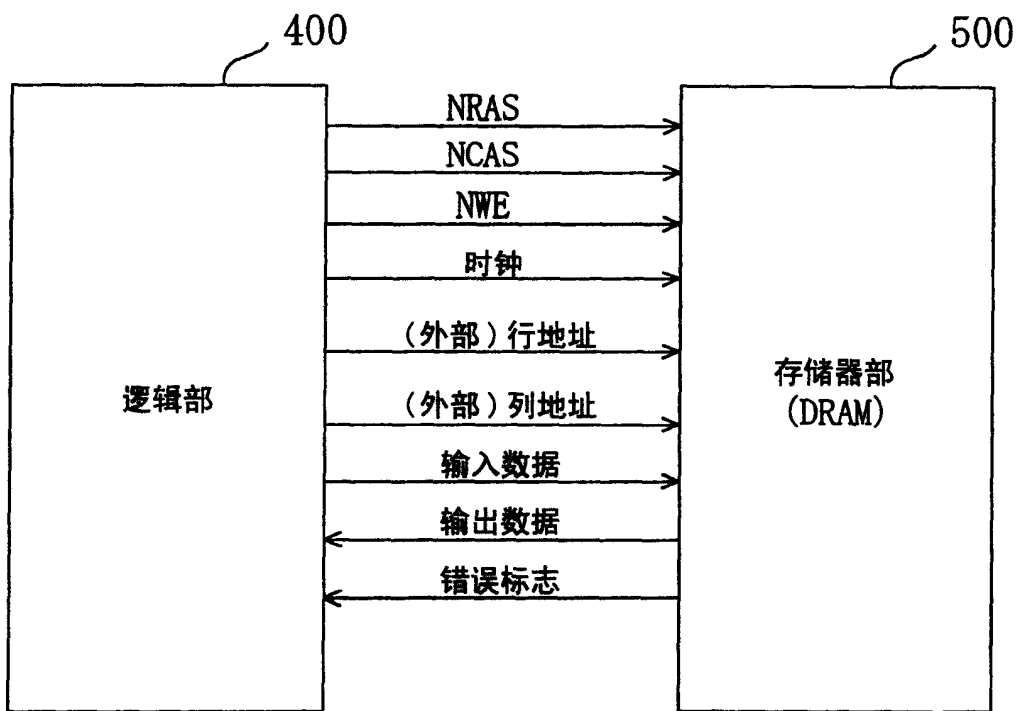 400
500
NRAS
NCAS
NWE
时钟
(外部)行地址
(外部)列地址
输入数据
输出数据
错误标志
逻辑部
存储器部
(DRAM)